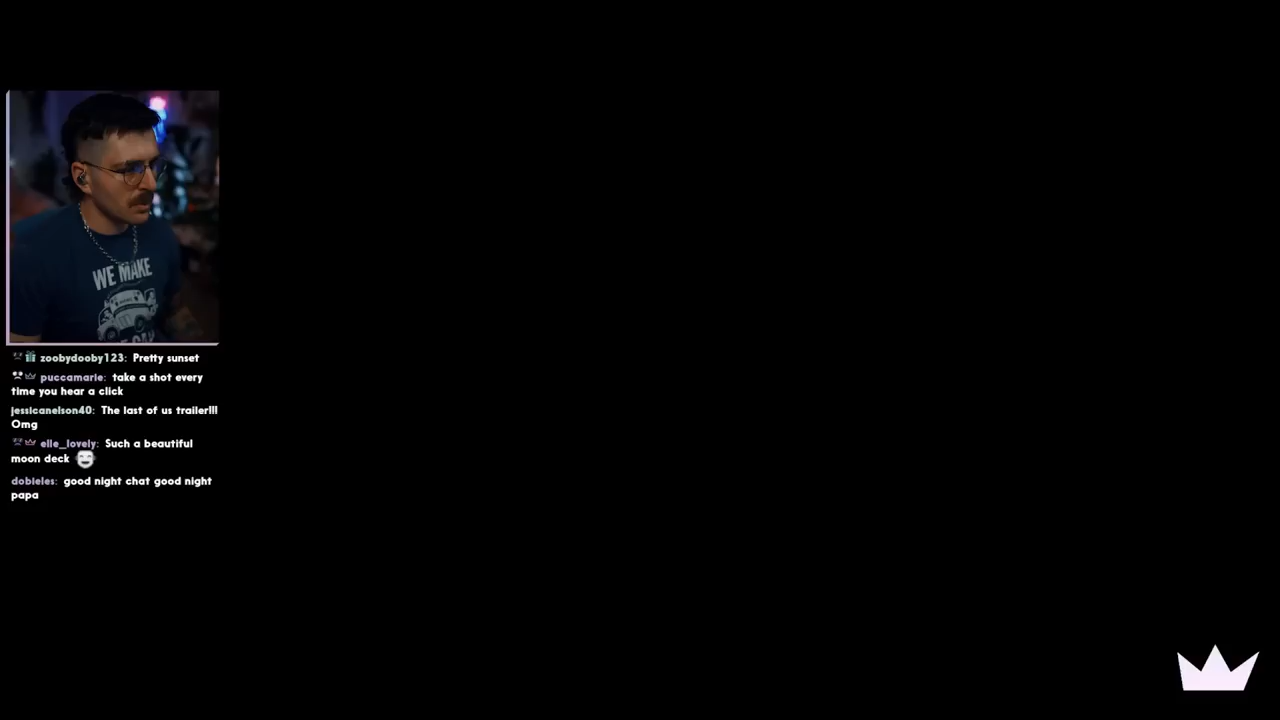 WE MAKE
zoobydooby123: Pretty sunset
puccamarie: take a shot every
time you hear a click
jessicanelson40: The last of us trailer!!!
Omg
elle_lovely: Such a beautiful
moon deck
dobieles: good night chat good night
papa